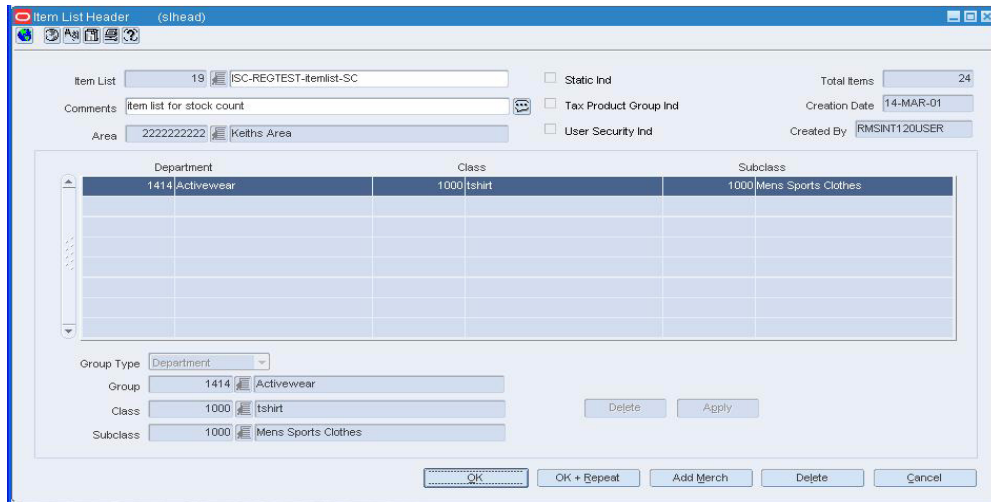 Item List Header (slhead)
Item List 19 ISC-REGTEST-itemlist-SC Static Ind Total Items 24
Comments item list for stock count Tax Product Group Ind Creation Date 14-MAR-01
Area 2222222222 Keiths Area User Security Ind Created By RMSINT120USER
Department Class Subclass
1414 Activewear 1000 tshirt 1000 Mens Sports Clothes
Group Type Department
Group 1414 Activewear
Class 1000 tshirt Delete Apply
Subclass 1000 Mens Sports Clothes
OK OK + Repeat Add Merch Delete Cancel